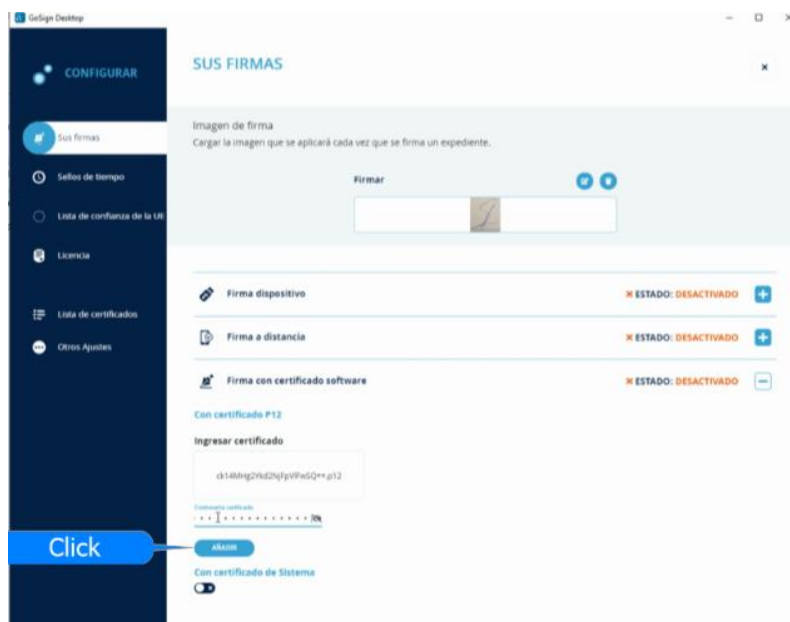 GoSign Desktop
CONFIGURAR
SUS FIRMAS
Sus firmas
Sellos de tiempo
Lista de confianza de la UE
Licencia
Lista de certificados
Otros Ajustes
Imagen de firma
Cargar la imagen que se aplicará cada vez que se firma un expediente.
Firmar
Firma dispositivo
ESTADO: DESACTIVADO
Firma a distancia
ESTADO: DESACTIVADO
Firma con certificado software
ESTADO: DESACTIVADO
Con certificado P12
Ingresar certificado
Contraseña certificado
Click
AÑADIR
Con certificado de Sistema